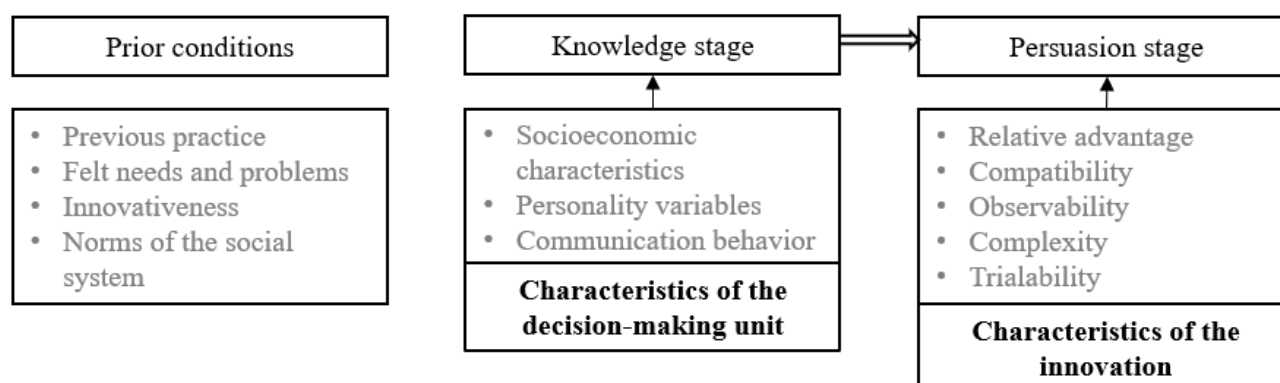 Prior conditions
• Previous practice
• Felt needs and problems
• Innovativeness
• Norms of the social
system
Knowledge stage
• Socioeconomic
characteristics
• Personality variables
• Communication behavior
Characteristics of the
decision-making unit
Persuasion stage
• Relative advantage
• Compatibility
• Observability
• Complexity
• Trialability
Characteristics of the
innovation